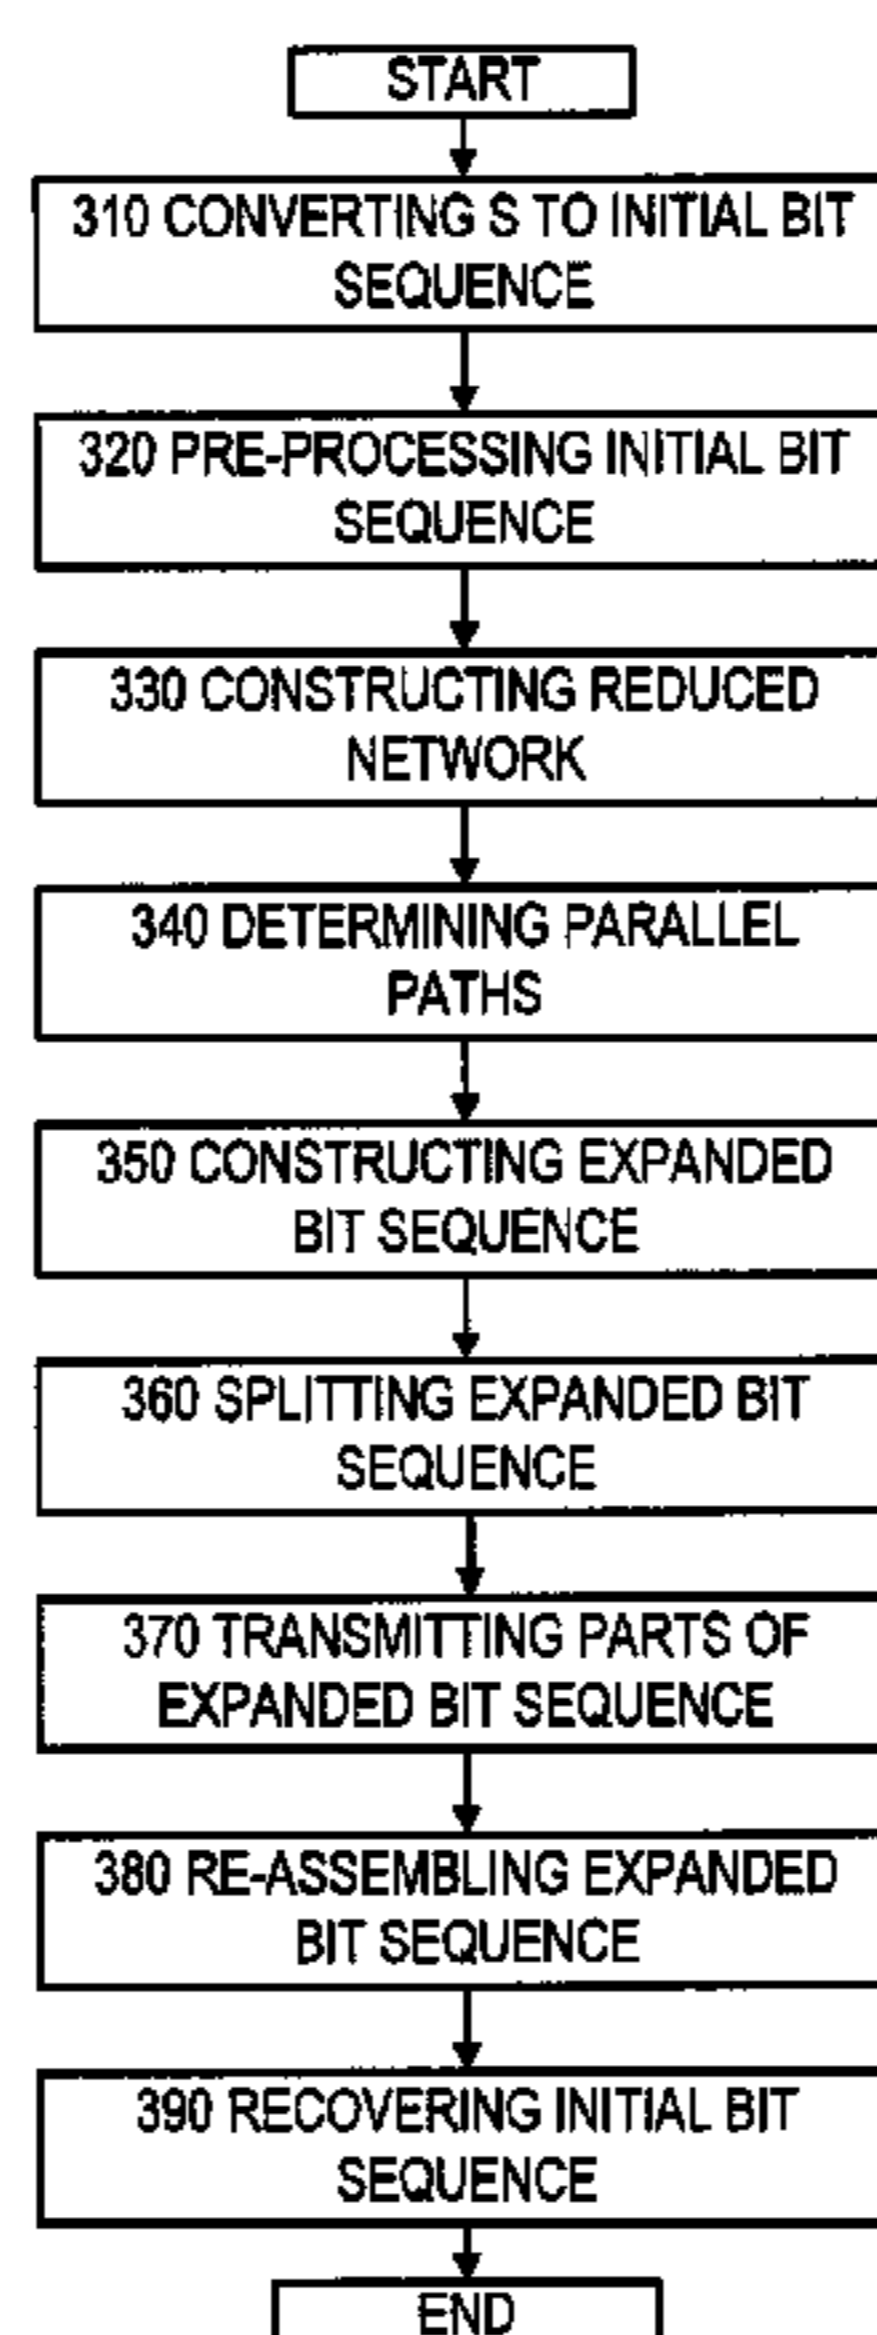 START
310 CONVERTING S TO INITIAL BIT
SEQUENCE
320 PRE-PROCESSING INITIAL BIT
SEQUENCE
330 CONSTRUCTING REDUCED
NETWORK
340 DETERMINING PARALLEL
PATHS
350 CONSTRUCTING EXPANDED
BIT SEQUENCE
360 SPLITTING EXPANDED BIT
SEQUENCE
370 TRANSMITTING PARTS OF
EXPANDED BIT SEQUENCE
380 RE-ASSEMBLING EXPANDED
BIT SEQUENCE
390 RECOVERING INITIAL BIT
SEQUENCE
END